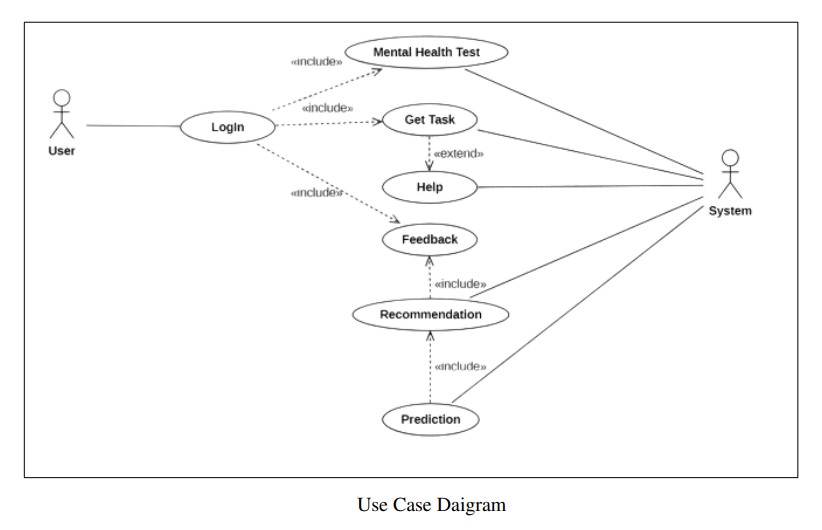 «include»
Mental Health Test
«include»
Get Task
User
LogIn
«extend»
Help
System
«include»
Feedback
«include»
Recommendation
«include»
Prediction
Use Case Daigram